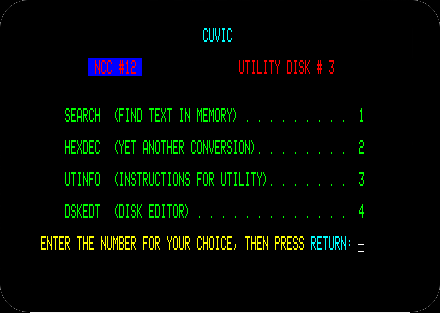 CUVIC
NCC #12 UTILITY DISK # 3
SEARCH (FIND TEXT IN MEMORY) . . . . . . . . . 1
HEXDEC (YET ANOTHER CONVERSION). . . . . . . . 2
UTINFO (INSTRUCTIONS FOR UTILITY). . . . . . . 3
DSKEDT (DISK EDITOR) . . . . . . . . . . . . . 4
ENTER THE NUMBER FOR YOUR CHOICE, THEN PRESS RETURN: _